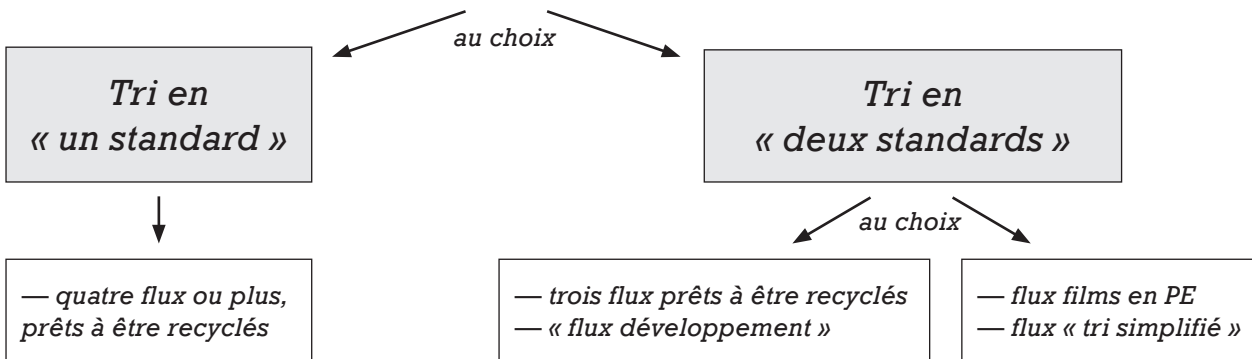 au choix
Tri en
« un standard »
Tri en
« deux standards »
au choix
— quatre flux ou plus,
prêts à être recyclés
— trois flux prêts à être recyclés
— « flux développement »
— flux films en PE
— flux « tri simplifié »